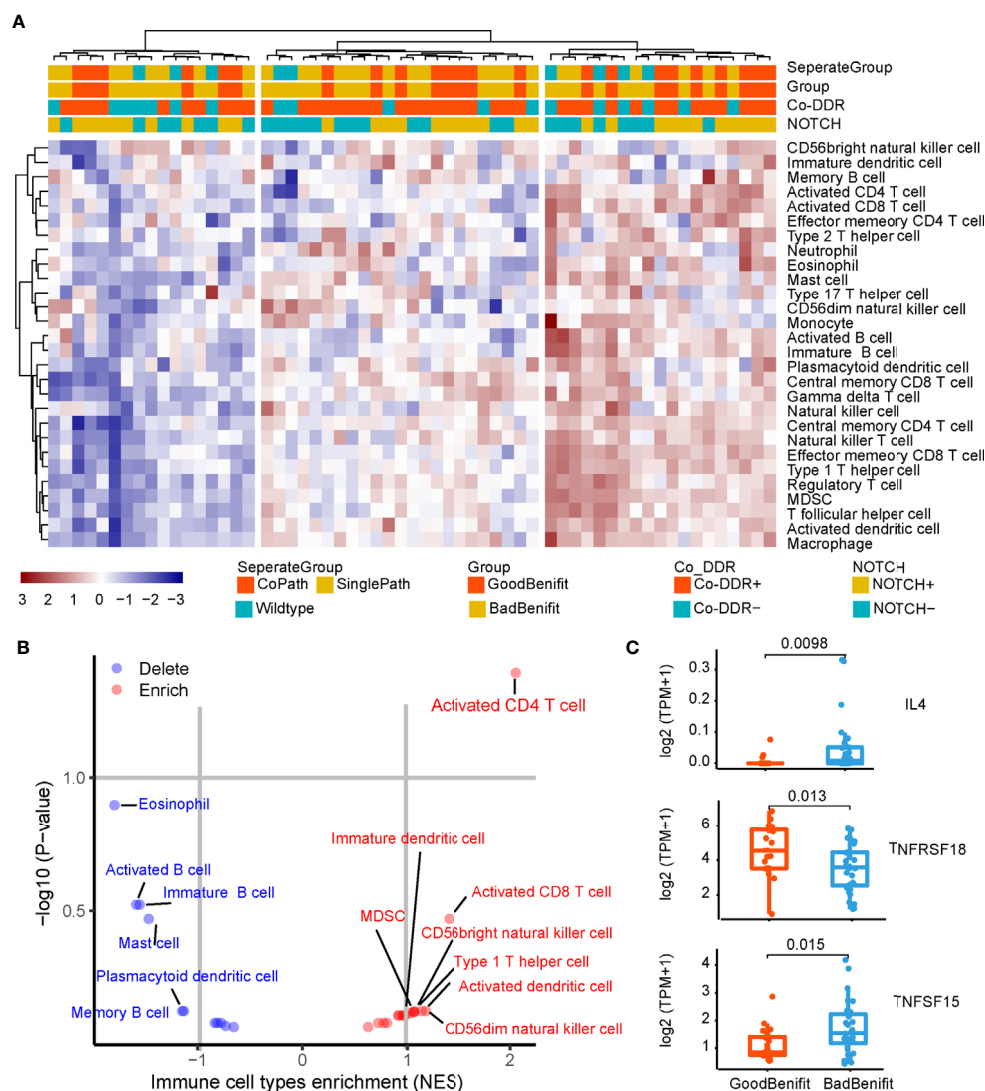 A
SeperateGroup
Group
Co-DDR
NOTCH
CD56bright natural killer cell
Immature dendritic cell
Memory B cell
Activated CD4 T cell
Activated CD8 T cell
Effector memeory CD4 T cell
Type 2 T helper cell
Neutrophil
Eosinophil
Mast cell
Type 17 T helper cell
CD56dim natural killer cell
Monocyte
Activated B cell
Immature B cell
Plasmacytoid dendritic cell
Central memory CD8 T cell
Gamma delta T cell
Natural killer cell
Central memory CD4 T cell
Natural killer T cell
Effector memeory CD8 T cell
Type 1 T helper cell
Regulatory T cell
MDSC
T follicular helper cell
Activated dendritic cell
Macrophage
3 2 1 0 −1 −2 −3
SeperateGroup
CoPath SinglePath
Wildtype
Group
GoodBenifit
BadBenifit
Co_DDR
Co-DDR+
Co-DDR−
NOTCH
NOTCH+
NOTCH−
B
Delete
Enrich
Activated CD4 T cell
1.0
Eosinophil
Immature dendritic cell
Activated B cell
Immature B cell
Activated CD8 T cell
0.5
MDSC
CD56bright natural killer cell
Mast cell
Type 1 T helper cell
Plasmacytoid dendritic cell
Activated dendritic cell
Memory B cell
CD56dim natural killer cell
−log10 (P−value)
−1 0 1 2
Immune cell types enrichment (NES)
C
0.0098
0.3
0.2
0.1
0.0
log2 (TPM+1)
IL4
0.013
6
4
2
log2 (TPM+1)
TNFRSF18
0.015
4
3
2
1
log2 (TPM+1)
TNFSF15
GoodBenifit BadBenifit